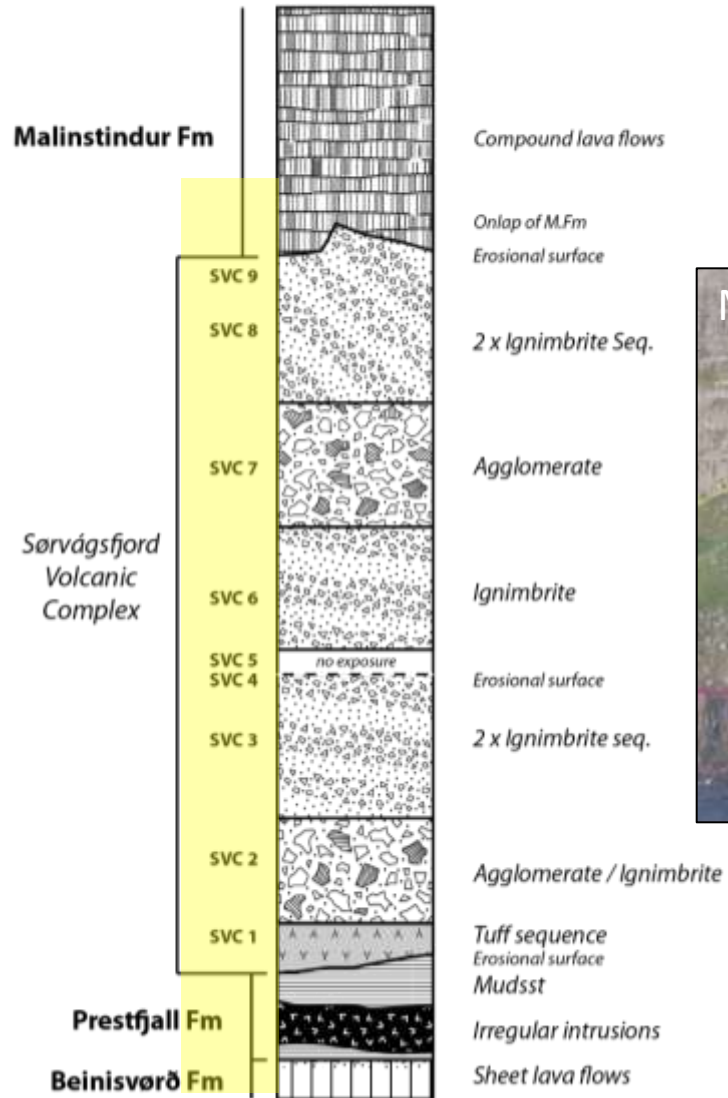 Malinstindur Fm
Compound lava flows
Onlap of M.Fm
Erosional surface
SVC 9
SVC 8
2 x Ignimbrite Seq.
SVC 7
Agglomerate
Sørvágsfjord
Volcanic
Complex
SVC 6
Ignimbrite
SVC 5
no exposure
SVC 4
Erosional surface
SVC 3
2 x Ignimbrite seq.
SVC 2
Agglomerate / Ignimbrite
SVC 1
Tuff sequence
Erosional surface
Mudsst
Prestfjall Fm
Irregular intrusions
Beinisvørð Fm
Sheet lava flows